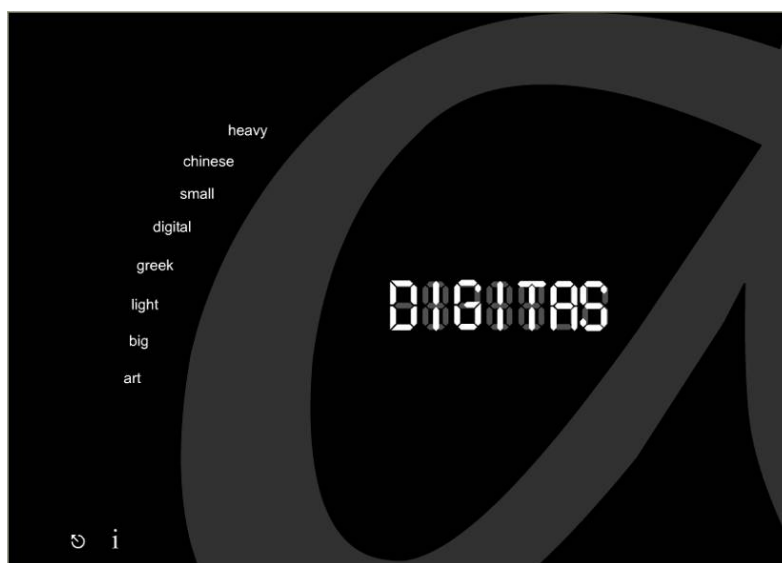 heavy
chinese
small
digital
greek
DIGITAS
light
big
art
i